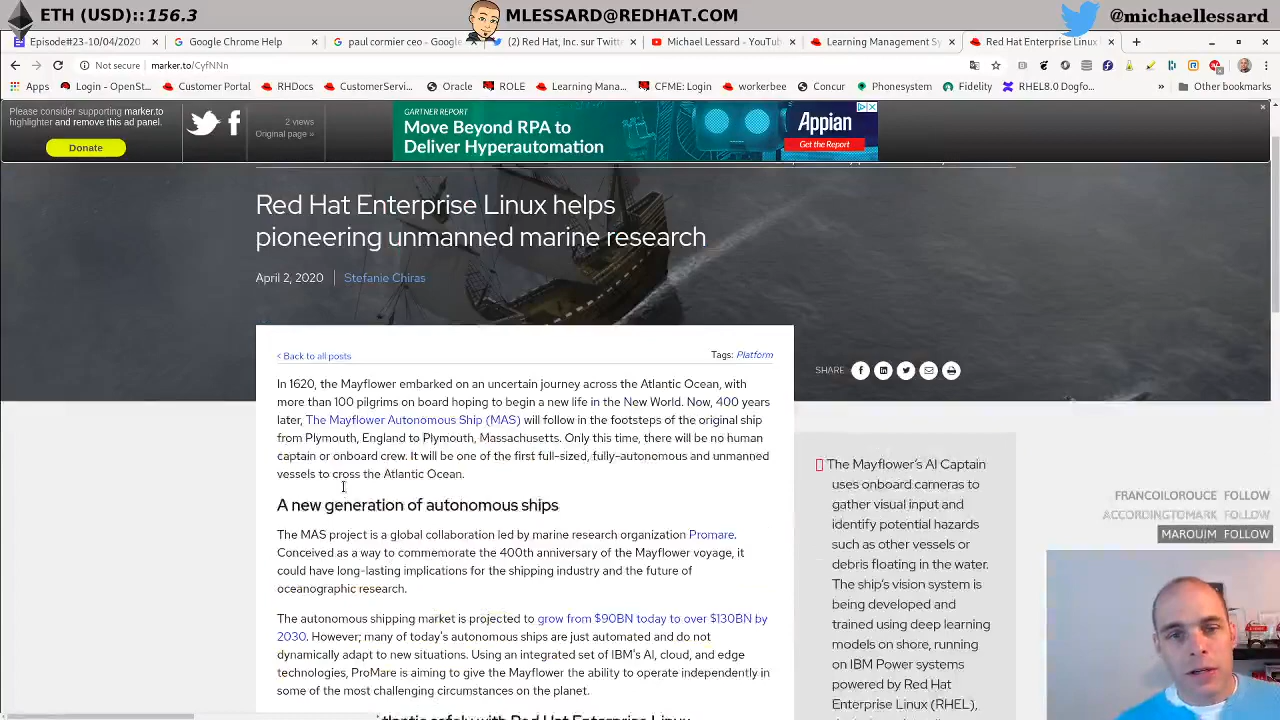 ETH (USD)::156.3
MLESSARD@REDHAT.COM
@michaellessard
Episode#23-10/04/2020
Google Chrome Help
(2) Red Hat, Inc. sur Twitte
Michael Lessard - YouTub
Learning Management Sy
Red Hat Enterprise Linux
Not secure
marker.to/CyfNNn
Apps
Login - OpenSt...
Customer Portal
RHDocs
CustomerServi...
Oracle
ROLE
Learning Mana...
CFME: Login
workerbee
Concur
Phonesystem
Fidelity
RHEL8.0 Dogfo...
»
Other bookmarks
Please consider supporting marker.to
highlighter and remove this ad panel.
Donate
2 views
Original page »
GARTNER REPORT
Move Beyond RPA to
Deliver Hyperautomation
Appian
Get the Report
Red Hat Enterprise Linux helps
pioneering unmanned marine research
April 2, 2020
Stefanie Chiras
< Back to all posts
Tags: Platform
SHARE
In 1620, the Mayflower embarked on an uncertain journey across the Atlantic Ocean, with
more than 100 pilgrims on board hoping to begin a new life in the New World. Now, 400 years
later, The Mayflower Autonomous Ship (MAS) will follow in the footsteps of the original ship
from Plymouth, England to Plymouth, Massachusetts. Only this time, there will be no human
captain or onboard crew. It will be one of the first full-sized, fully-autonomous and unmanned
vessels to cross the Atlantic Ocean.
A new generation of autonomous ships
The MAS project is a global collaboration led by marine research organization Promare.
Conceived as a way to commemorate the 400th anniversary of the Mayflower voyage, it
could have long-lasting implications for the shipping industry and the future of
oceanographic research.
The autonomous shipping market is projected to grow from $90BN today to over $130BN by
2030. However, many of today's autonomous ships are just automated and do not
dynamically adapt to new situations. Using an integrated set of IBM's AI, cloud, and edge
technologies, ProMare is aiming to give the Mayflower the ability to operate independently in
some of the most challenging circumstances on the planet.
The Mayflower's AI Captain
uses onboard cameras to
gather visual input and
identify potential hazards
such as other vessels or
debris floating in the water.
The ship's vision system is
being developed and
trained using deep learning
models on shore, running
on IBM Power systems
powered by Red Hat
Enterprise Linux (RHEL),
FRANCOILOROUCE FOLLOW
ACCORDINGTOMARK FOLLOW
MAROUIM FOLLOW